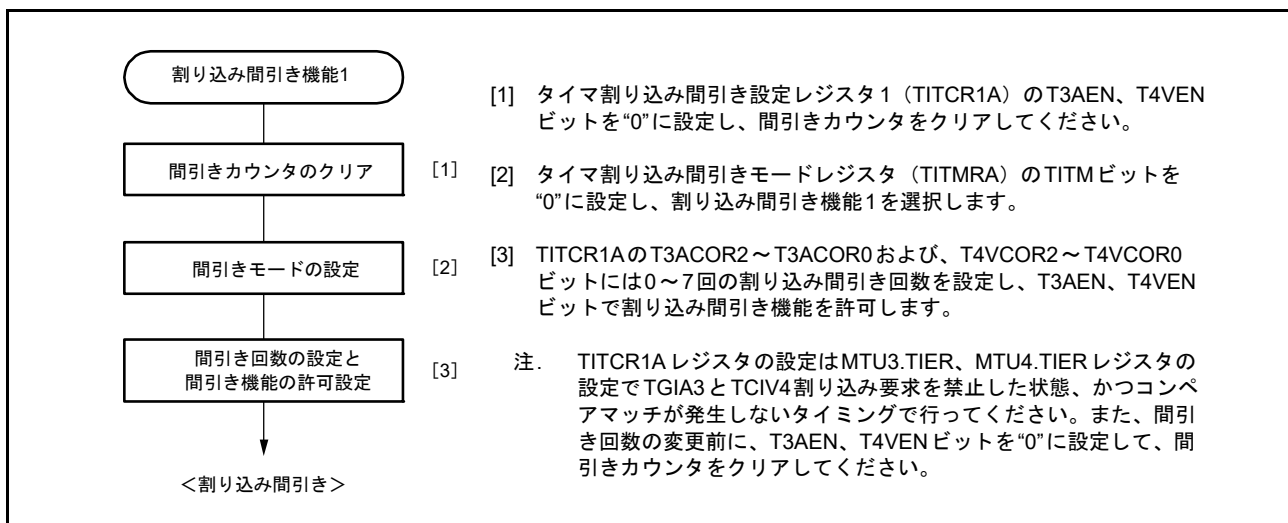 割り込み間引き機能1
間引きカウンタのクリア
[1]
間引きモードの設定
[2]
間引き回数の設定と
間引き機能の許可設定
[3]
＜割り込み間引き＞
[1] タイマ割り込み間引き設定レジスタ1（TITCR1A）のT3AEN、T4VEN
ビットを“0”に設定し、間引きカウンタをクリアしてください。
[2] タイマ割り込み間引きモードレジスタ（TITMRA）のTITMビットを
“0”に設定し、割り込み間引き機能1を選択します。
[3] TITCR1AのT3ACOR2～T3ACOR0および、T4VCOR2～T4VCOR0
ビットには0～7回の割り込み間引き回数を設定し、T3AEN、T4VEN
ビットで割り込み間引き機能を許可します。
注. TITCR1Aレジスタの設定はMTU3.TIER、MTU4.TIERレジスタの
設定でTGIA3とTCIV4割り込み要求を禁止した状態、かつコンペ
アマッチが発生しないタイミングで行ってください。また、間引
き回数の変更前に、T3AEN、T4VENビットを“0”に設定して、間
引きカウンタをクリアしてください。